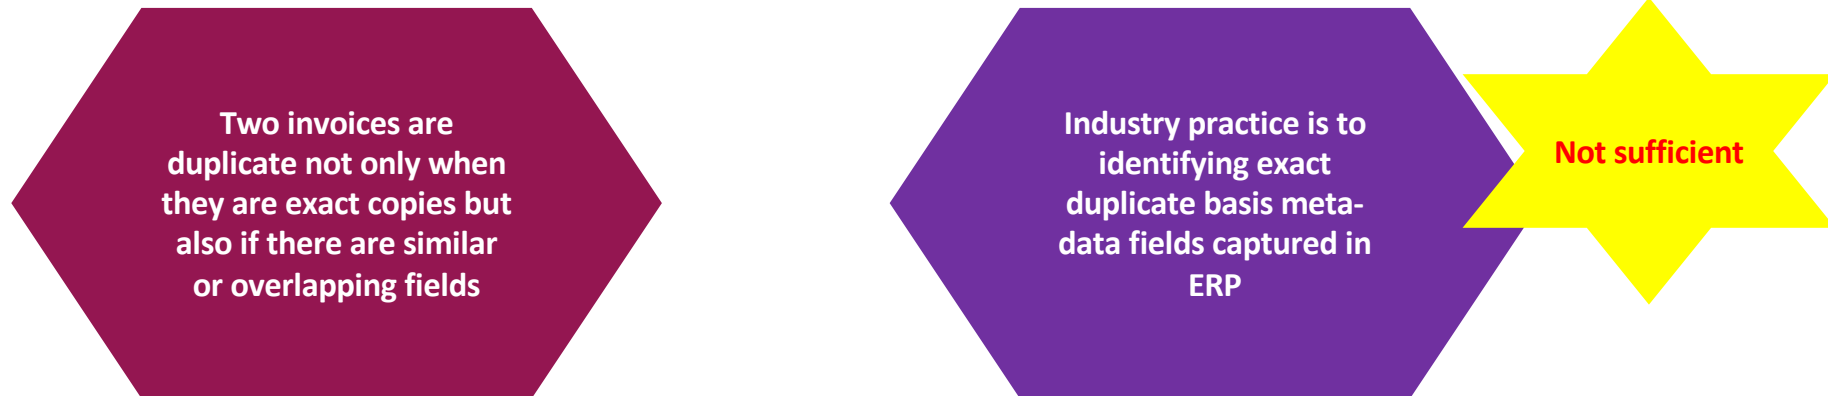 Two invoices are
duplicate not only when
they are exact copies but
also if there are similar
or overlapping fields
Industry practice is to
identifying exact
duplicate basis meta-
data fields captured in
ERP
Not sufficient